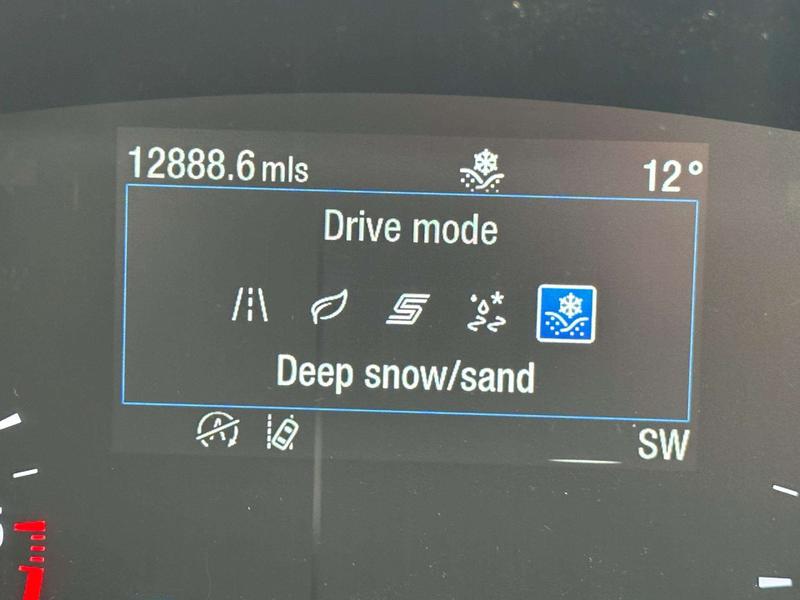 12888.6 mls 12°
Drive mode
Deep snow/sand
SW